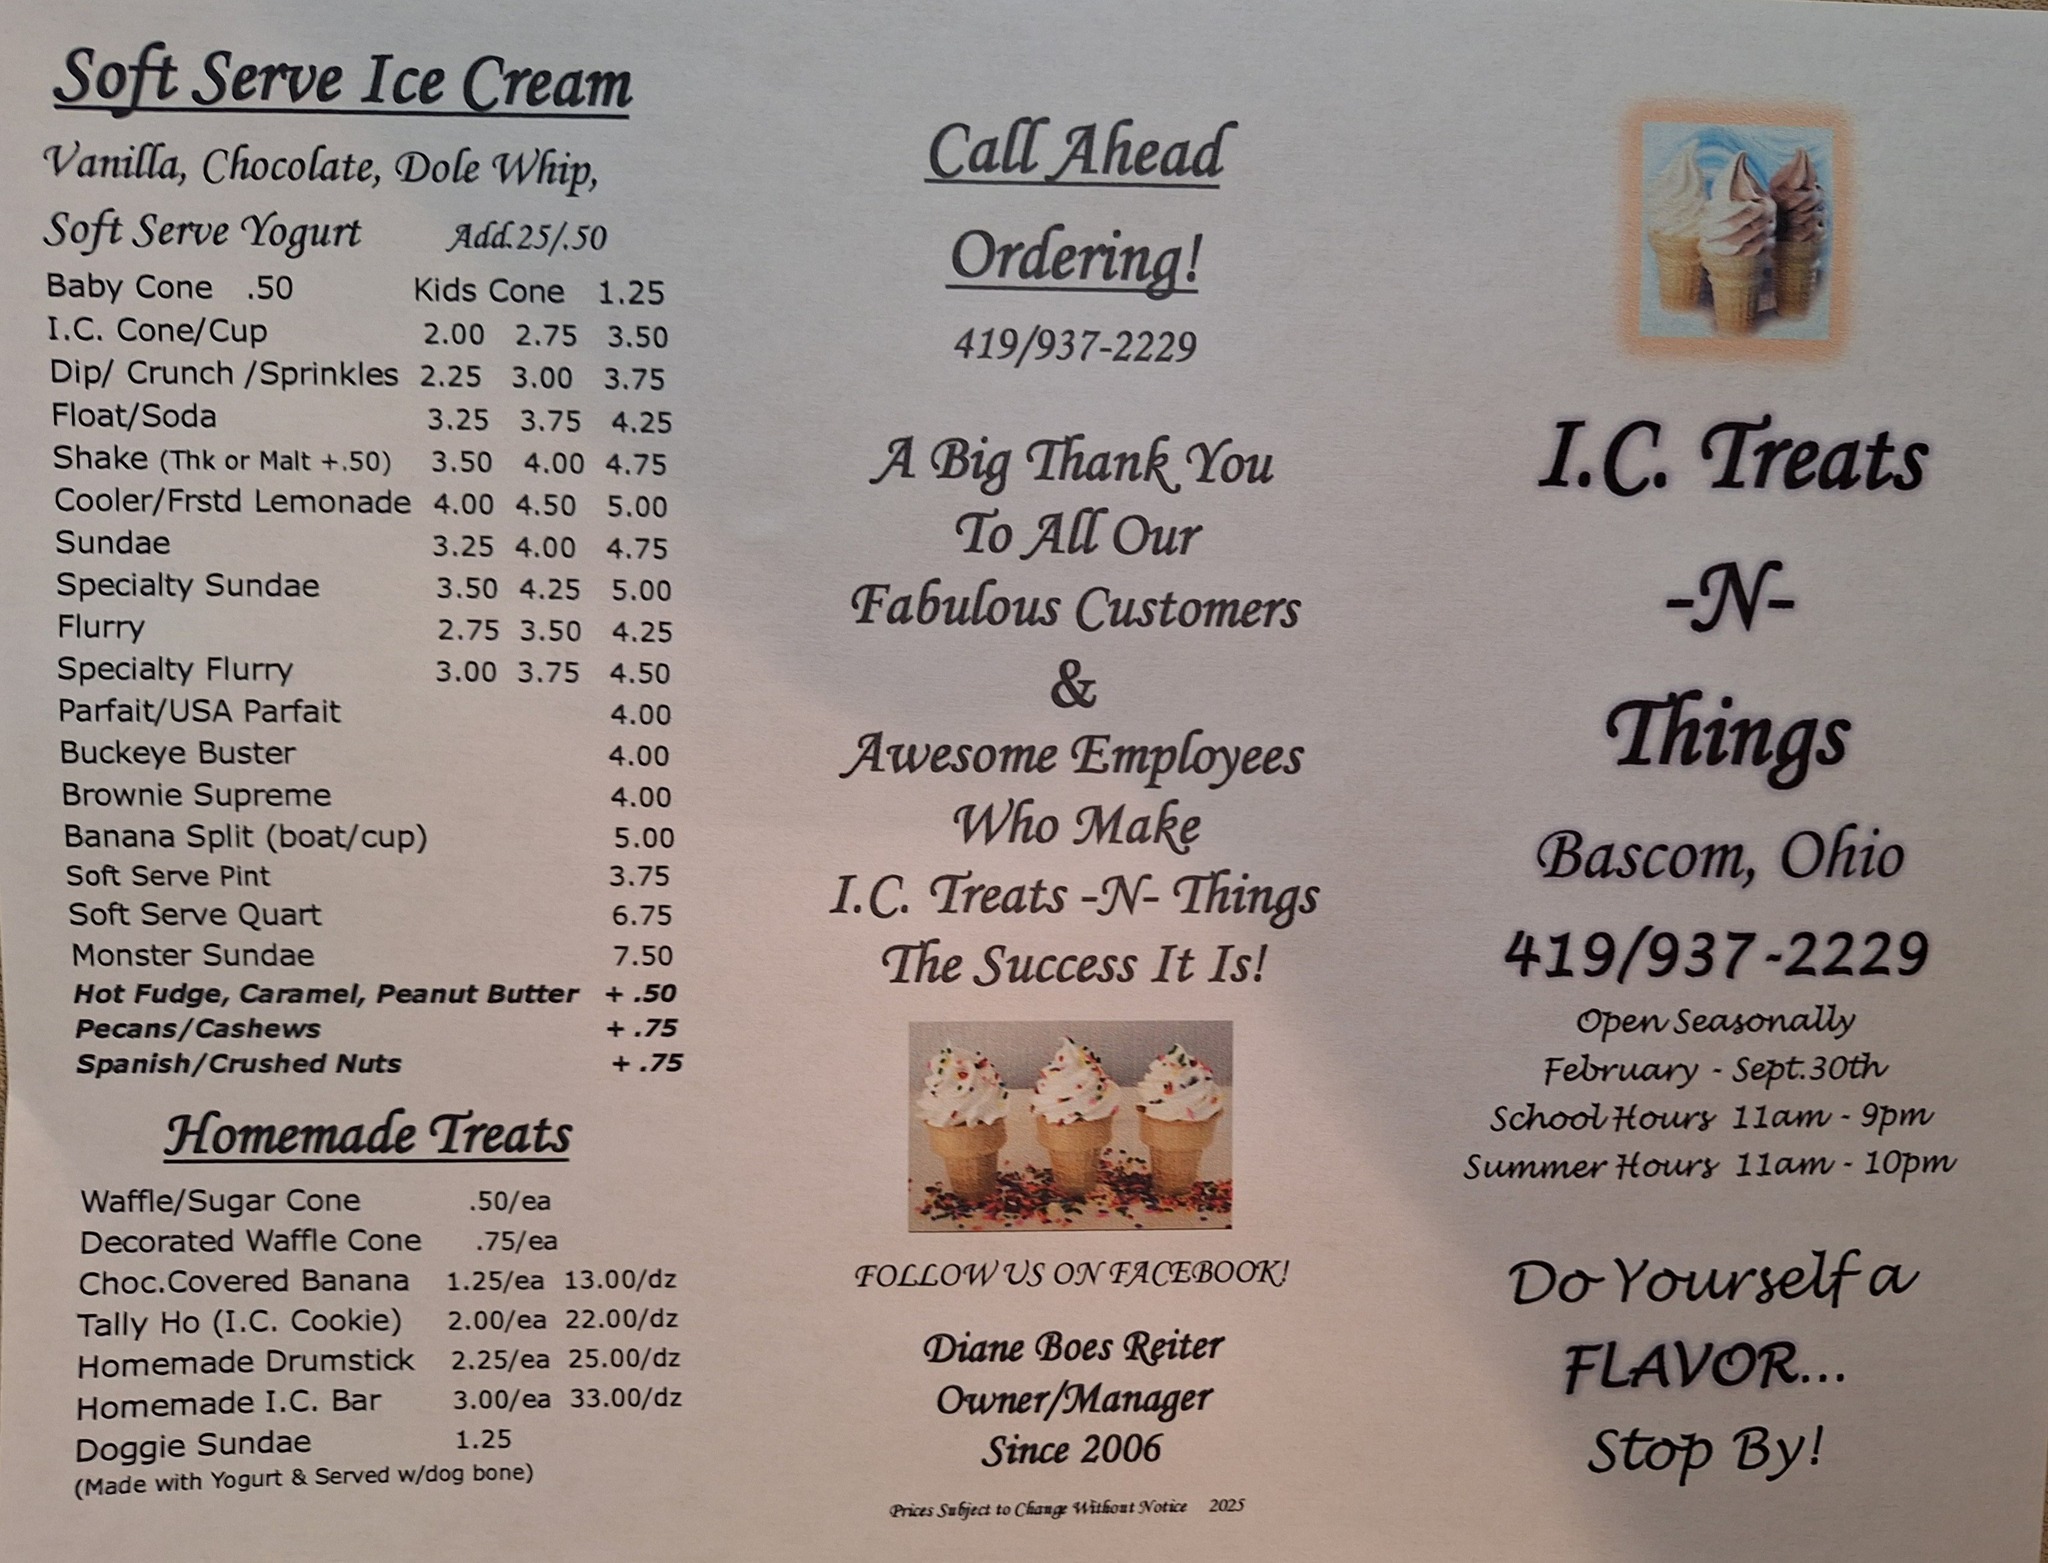 Soft Serve Ice Cream
Vanilla, Chocolate, Dole Whip,
Soft Serve Yogurt Add.25/.50
Baby Cone .50 Kids Cone 1.25
I.C. Cone/Cup 2.00 2.75 3.50
Dip/ Crunch /Sprinkles 2.25 3.00 3.75
Float/Soda 3.25 3.75 4.25
Shake (Thk or Malt +.50) 3.50 4.00 4.75
Cooler/Frstd Lemonade 4.00 4.50 5.00
Sundae 3.25 4.00 4.75
Specialty Sundae 3.50 4.25 5.00
Flurry 2.75 3.50 4.25
Specialty Flurry 3.00 3.75 4.50
Parfait/USA Parfait 4.00
Buckeye Buster 4.00
Brownie Supreme 4.00
Banana Split (boat/cup) 5.00
Soft Serve Pint 3.75
Soft Serve Quart 6.75
Monster Sundae 7.50
Hot Fudge, Caramel, Peanut Butter + .50
Pecans/Cashews + .75
Spanish/Crushed Nuts + .75
Homemade Treats
Waffle/Sugar Cone .50/ea
Decorated Waffle Cone .75/ea
Choc.Covered Banana 1.25/ea 13.00/dz
Tally Ho (I.C. Cookie) 2.00/ea 22.00/dz
Homemade Drumstick 2.25/ea 25.00/dz
Homemade I.C. Bar 3.00/ea 33.00/dz
Doggie Sundae 1.25
(Made with Yogurt & Served w/dog bone)
Call Ahead
Ordering!
419/937-2229
A Big Thank You
To All Our
Fabulous Customers
&
Awesome Employees
Who Make
I.C. Treats -N- Things
The Success It Is!
FOLLOW US ON FACEBOOK!
Diane Boes Reiter
Owner/Manager
Since 2006
Prices Subject to Change Without Notice 2025
I.C. Treats
-N-
Things
Bascom, Ohio
419/937-2229
Open Seasonally
February - Sept.30th
School Hours 11am - 9pm
Summer Hours 11am - 10pm
Do Yourself a
FLAVOR...
Stop By!